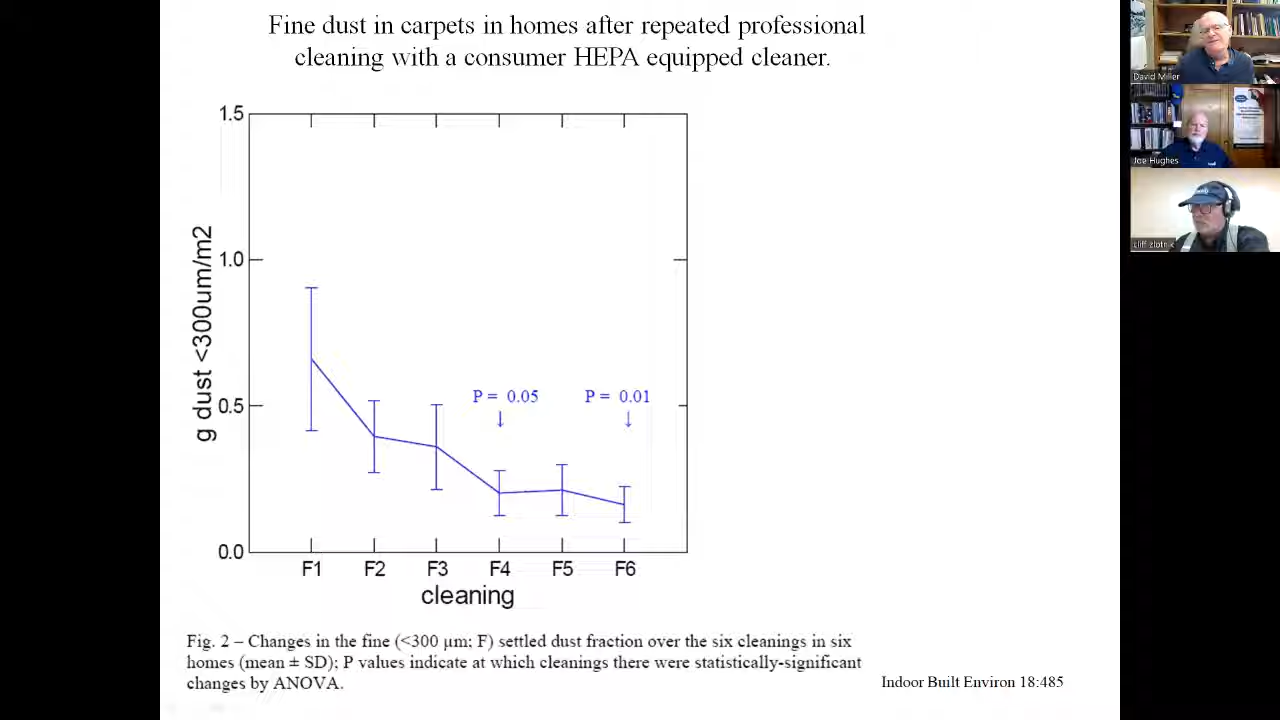 Fine dust in carpets in homes after repeated professional
cleaning with a consumer HEPA equipped cleaner.
1.5
1.0
0.5
0.0
g dust <300um/m2
P = 0.05
↓
P = 0.01
↓
F1 F2 F3 F4 F5 F6
cleaning
Fig. 2 – Changes in the fine (<300 μm; F) settled dust fraction over the six cleanings in six
homes (mean ± SD); P values indicate at which cleanings there were statistically-significant
changes by ANOVA.
Indoor Built Environ 18:485
David Miller
Joe Hughes
cliff zlotnik